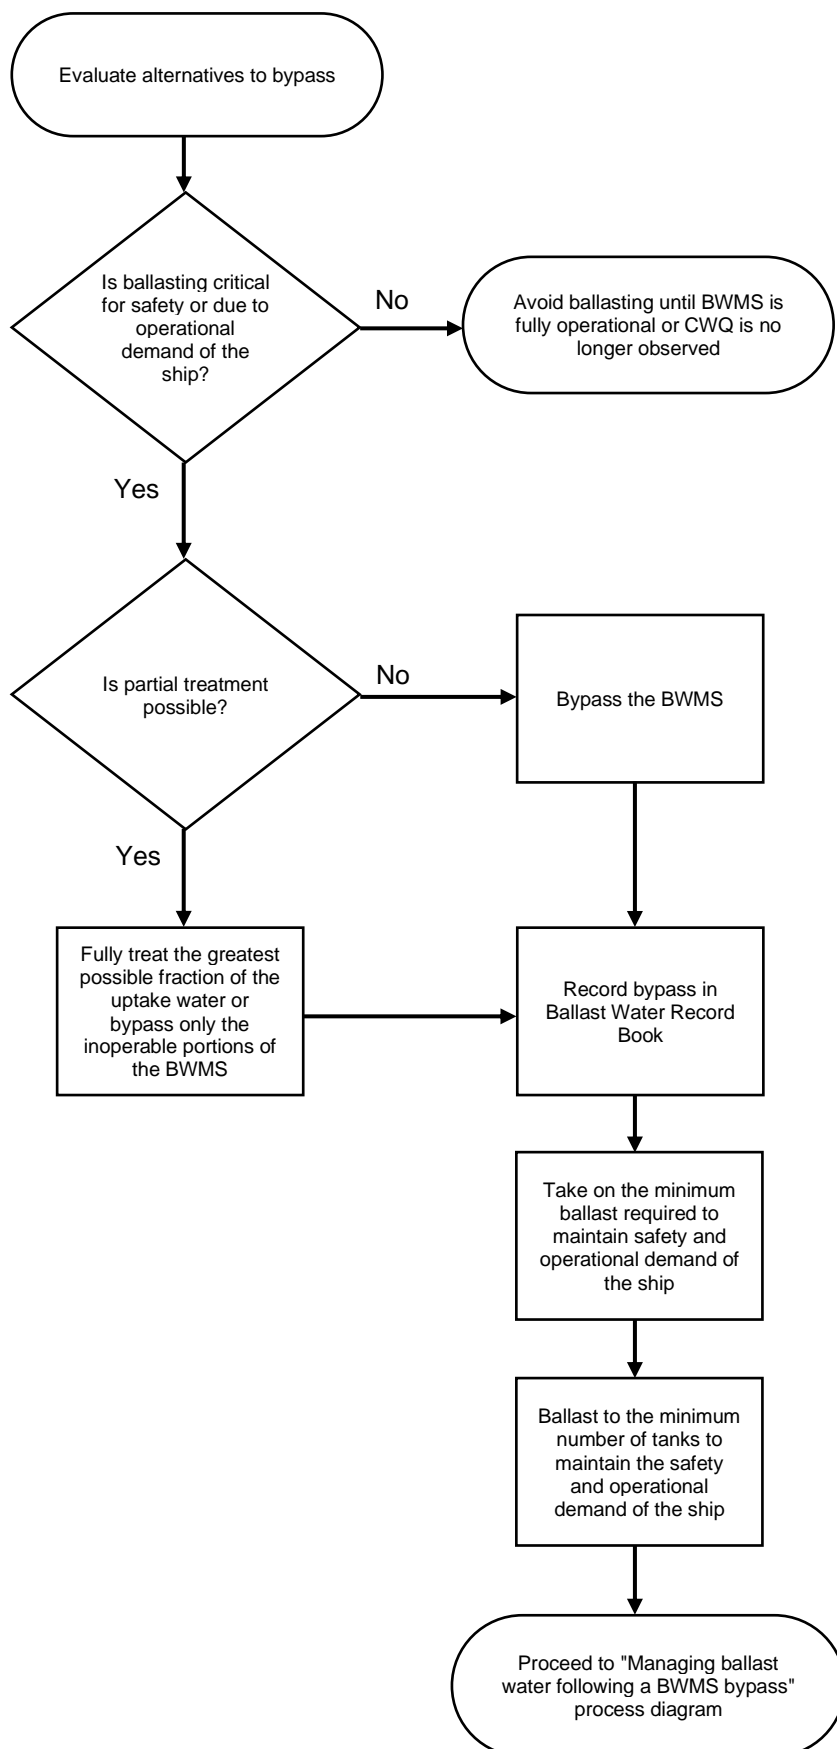 Evaluate alternatives to bypass
Is ballasting critical
for safety or due to
operational
demand of the
ship?
No
Avoid ballasting until BWMS is
fully operational or CWQ is no
longer observed
Yes
Is partial treatment
possible?
No
Bypass the BWMS
Yes
Fully treat the greatest
possible fraction of the
uptake water or
bypass only the
inoperable portions of
the BWMS
Record bypass in
Ballast Water Record
Book
Take on the minimum
ballast required to
maintain safety and
operational demand of
the ship
Ballast to the minimum
number of tanks to
maintain the safety
and operational
demand of the ship
Proceed to "Managing ballast
water following a BWMS bypass"
process diagram